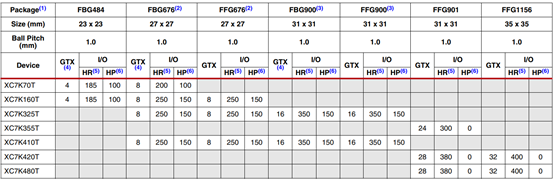 Package(1) FBG484 FBG676(2) FFG676(2) FBG900(3) FFG900(3) FFG901 FFG1156
Size (mm) 23 x 23 27 x 27 27 x 27 31 x 31 31 x 31 31 x 31 35 x 35
Ball Pitch (mm) 1.0 1.0 1.0 1.0 1.0 1.0 1.0
Device GTX (4) I/O GTX (4) I/O GTX I/O GTX (4) I/O GTX I/O GTX I/O GTX I/O
HR(5) HP(6) HR(5) HP(6) HR(5) HP(6) HR(5) HP(6) HR(5) HP(6) HR(5) HP(6) HR(5) HP(6)
XC7K70T 4 185 100 8 200 100
XC7K160T 4 185 100 8 250 150 8 250 150
XC7K325T 8 250 150 8 250 150 16 350 150 16 350 150
XC7K355T 24 300 0
XC7K410T 8 250 150 8 250 150 16 350 150 16 350 150
XC7K420T 28 380 0 32 400 0
XC7K480T 28 380 0 32 400 0